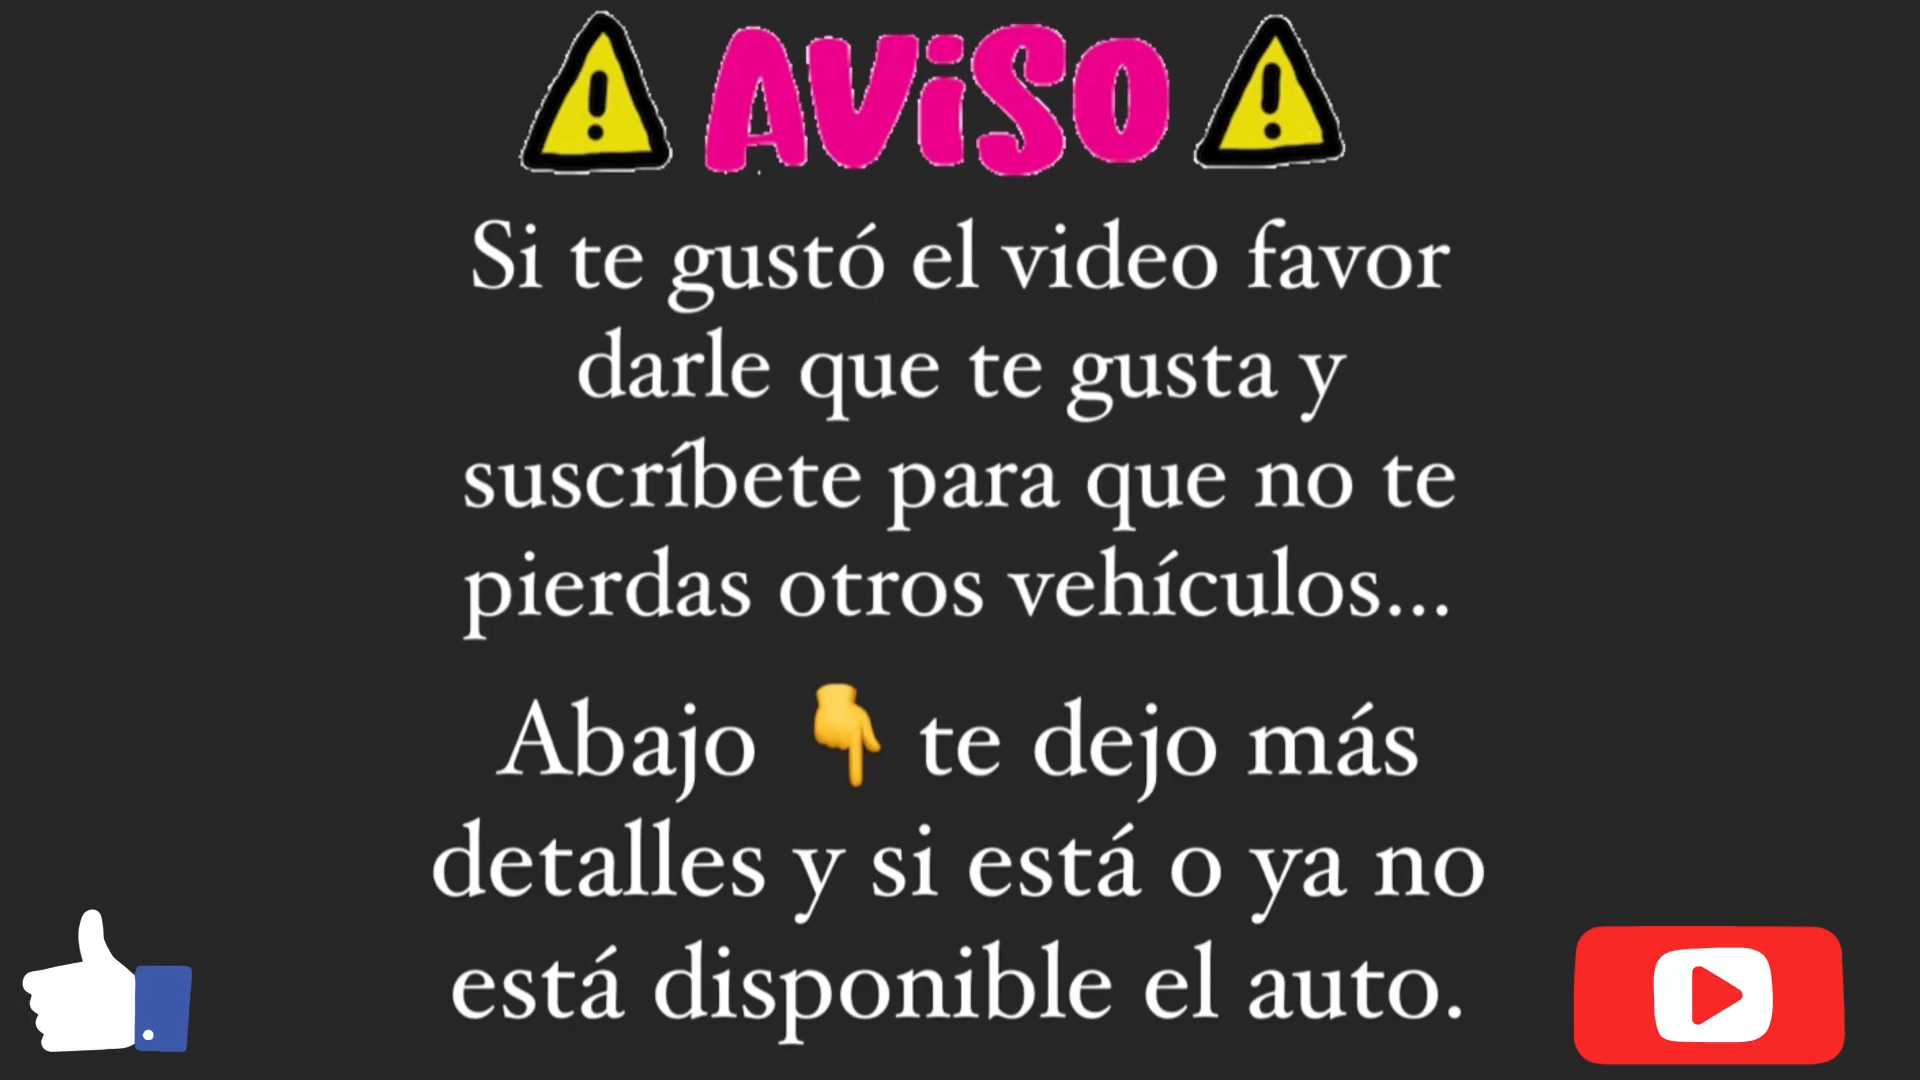 AViSO
Si te gustó el video favor
darle que te gusta y
suscríbete para que no te
pierdas otros vehículos...
Abajo 👇 te dejo más
detalles y si está o ya no
está disponible el auto.